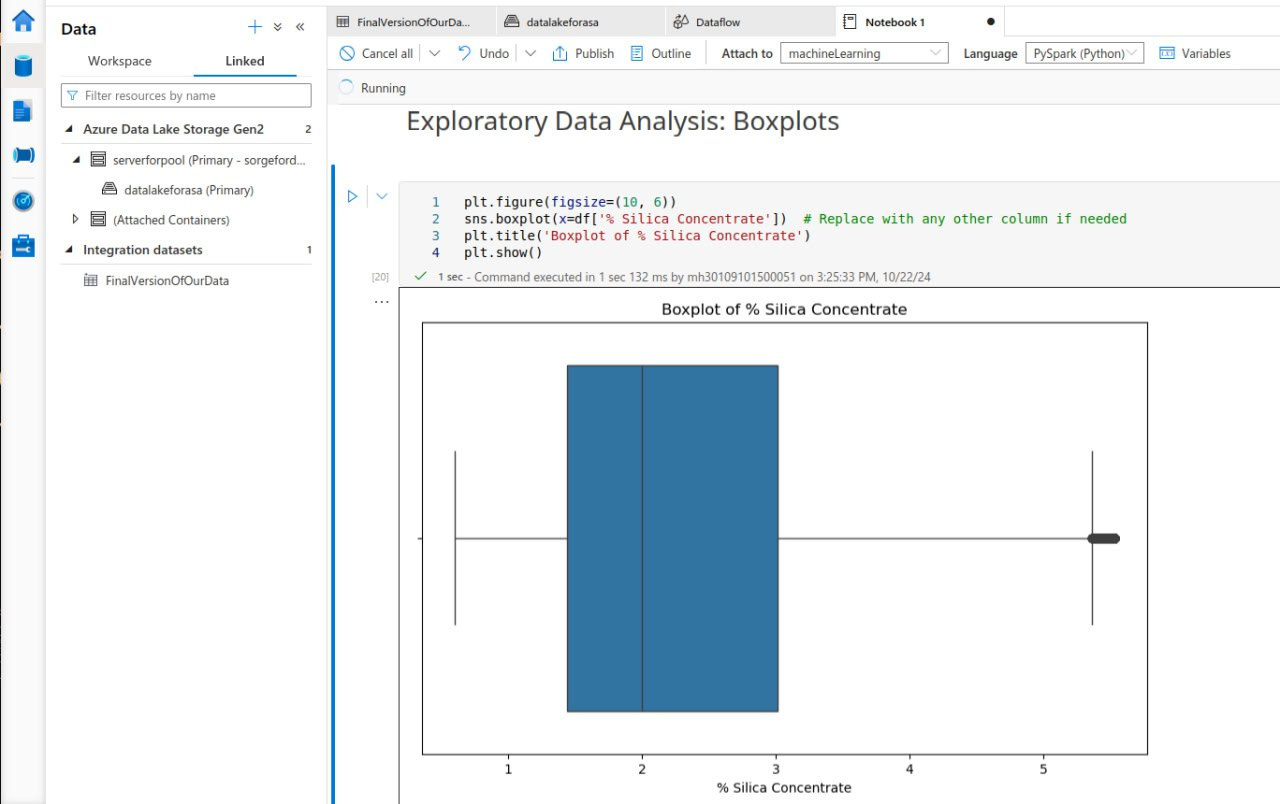 Data
Workspace
Linked
Filter resources by name
Azure Data Lake Storage Gen2 2
serverforpool (Primary - sorgeford...
datalakeforasa (Primary)
(Attached Containers)
Integration datasets 1
FinalVersionOfOurData
FinalVersionOfOurDa...
datalakeforasa
Dataflow
Notebook 1
Cancel all
Undo
Publish
Outline
Attach to
machineLearning
Language
PySpark (Python)
Variables
Running
Exploratory Data Analysis: Boxplots
1 plt.figure(figsize=(10, 6))
2 sns.boxplot(x=df['% Silica Concentrate']) # Replace with any other column if needed
3 plt.title('Boxplot of % Silica Concentrate')
4 plt.show()
[20] 1 sec - Command executed in 1 sec 132 ms by mh30109101500051 on 3:25:33 PM, 10/22/24
...
Boxplot of % Silica Concentrate
1 2 3 4 5
% Silica Concentrate